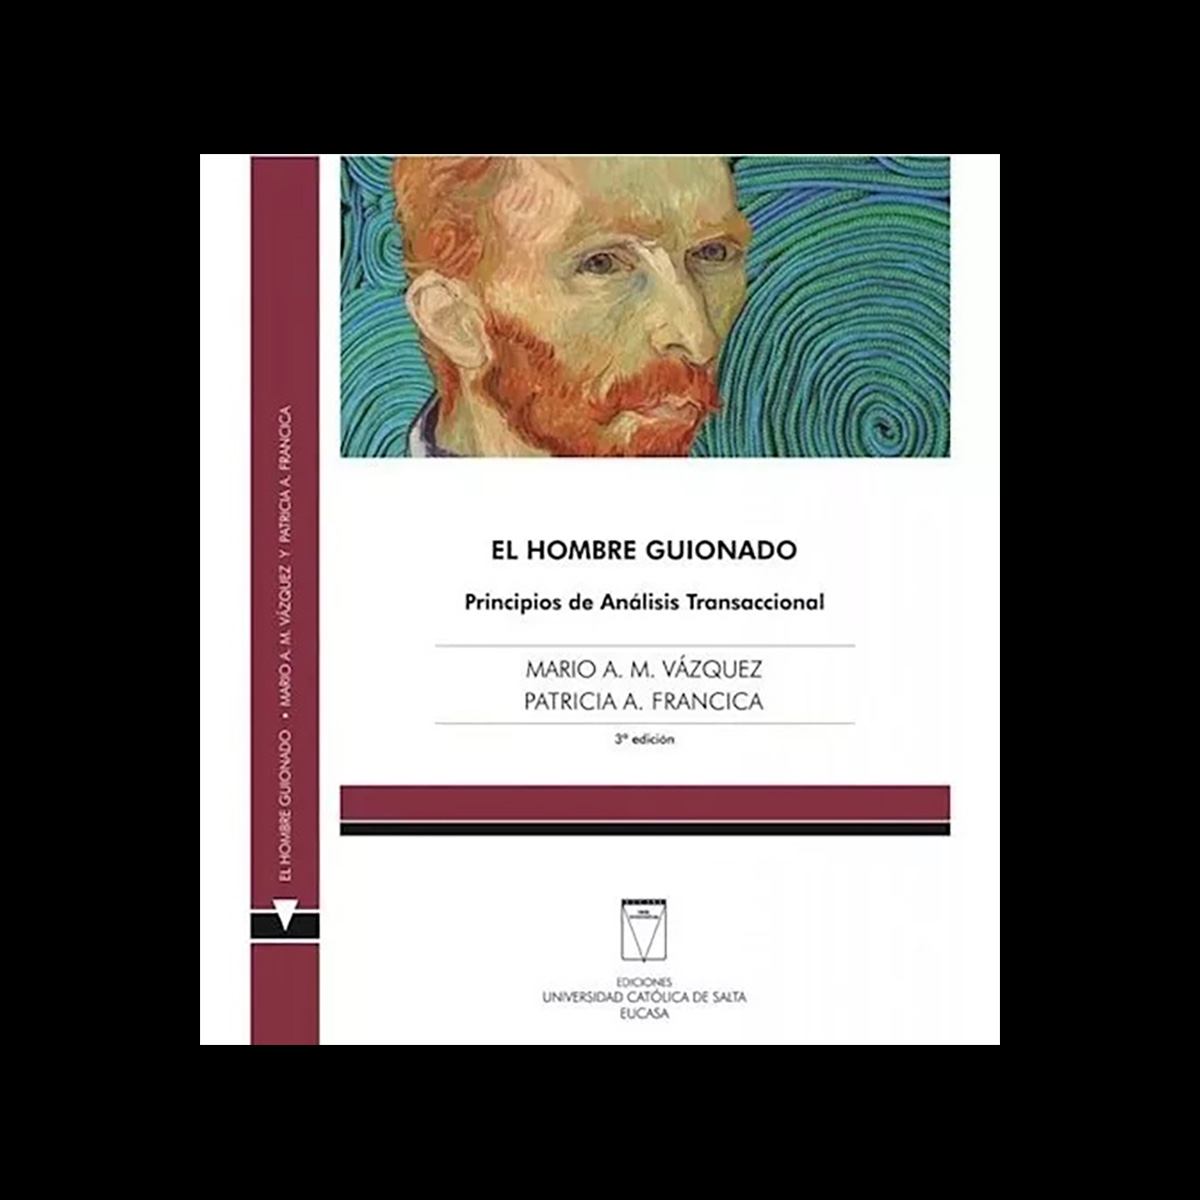 EL HOMBRE GUIONADO • MARIO A. M. VÁZQUEZ Y PATRICIA A. FRANCICA
EL HOMBRE GUIONADO
Principios de Análisis Transaccional
MARIO A. M. VÁZQUEZ
PATRICIA A. FRANCICA
3ª edición
EUCASA
EDICIONES
UNIVERSIDAD CATÓLICA DE SALTA
EUCASA